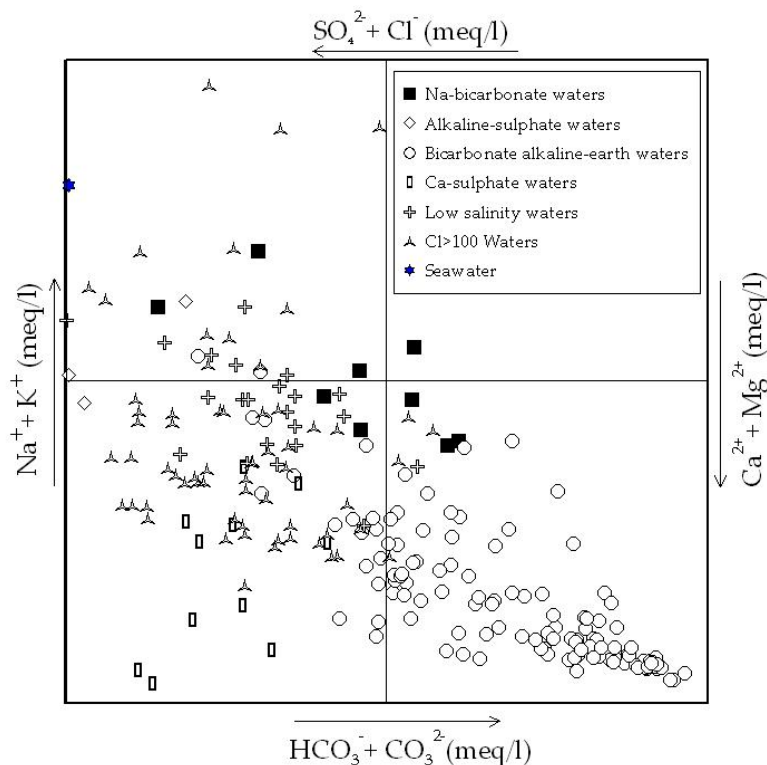 SO₄²⁻ + Cl⁻ (meq/l)
Na-bicarbonate waters
Alkaline-sulphate waters
Bicarbonate alkaline-earth waters
Ca-sulphate waters
Low salinity waters
Cl>100 Waters
Seawater
Na⁺ + K⁺ (meq/l)
Ca²⁺ + Mg²⁺ (meq/l)
HCO₃⁻ + CO₃²⁻ (meq/l)